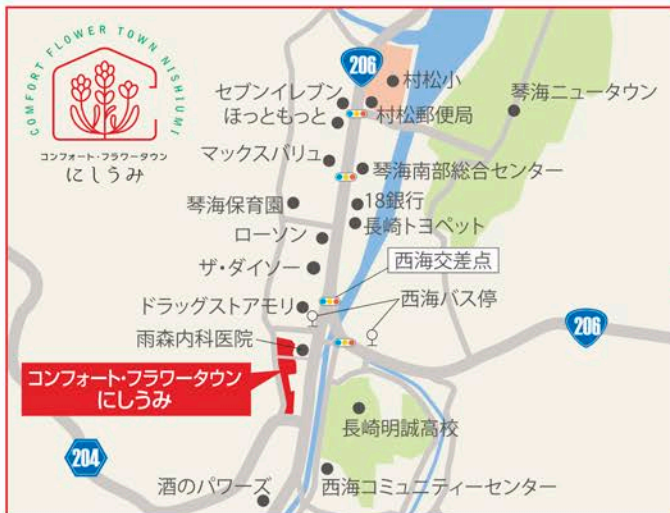 COMFORT FLOWER TOWN NISHIUMI
コンフォート・フラワータウン
にしうみ
206
村松小
セブンイレブン
ほっともっと
村松郵便局
琴海ニュータウン
マックスバリュ
琴海南部総合センター
琴海保育園
18銀行
長崎トヨペット
ローソン
ザ・ダイソー
西海交差点
ドラッグストアモリ
西海バス停
206
雨森内科医院
コンフォート・フラワータウン
にしうみ
長崎明誠高校
204
酒のパワーズ
西海コミュニティーセンター